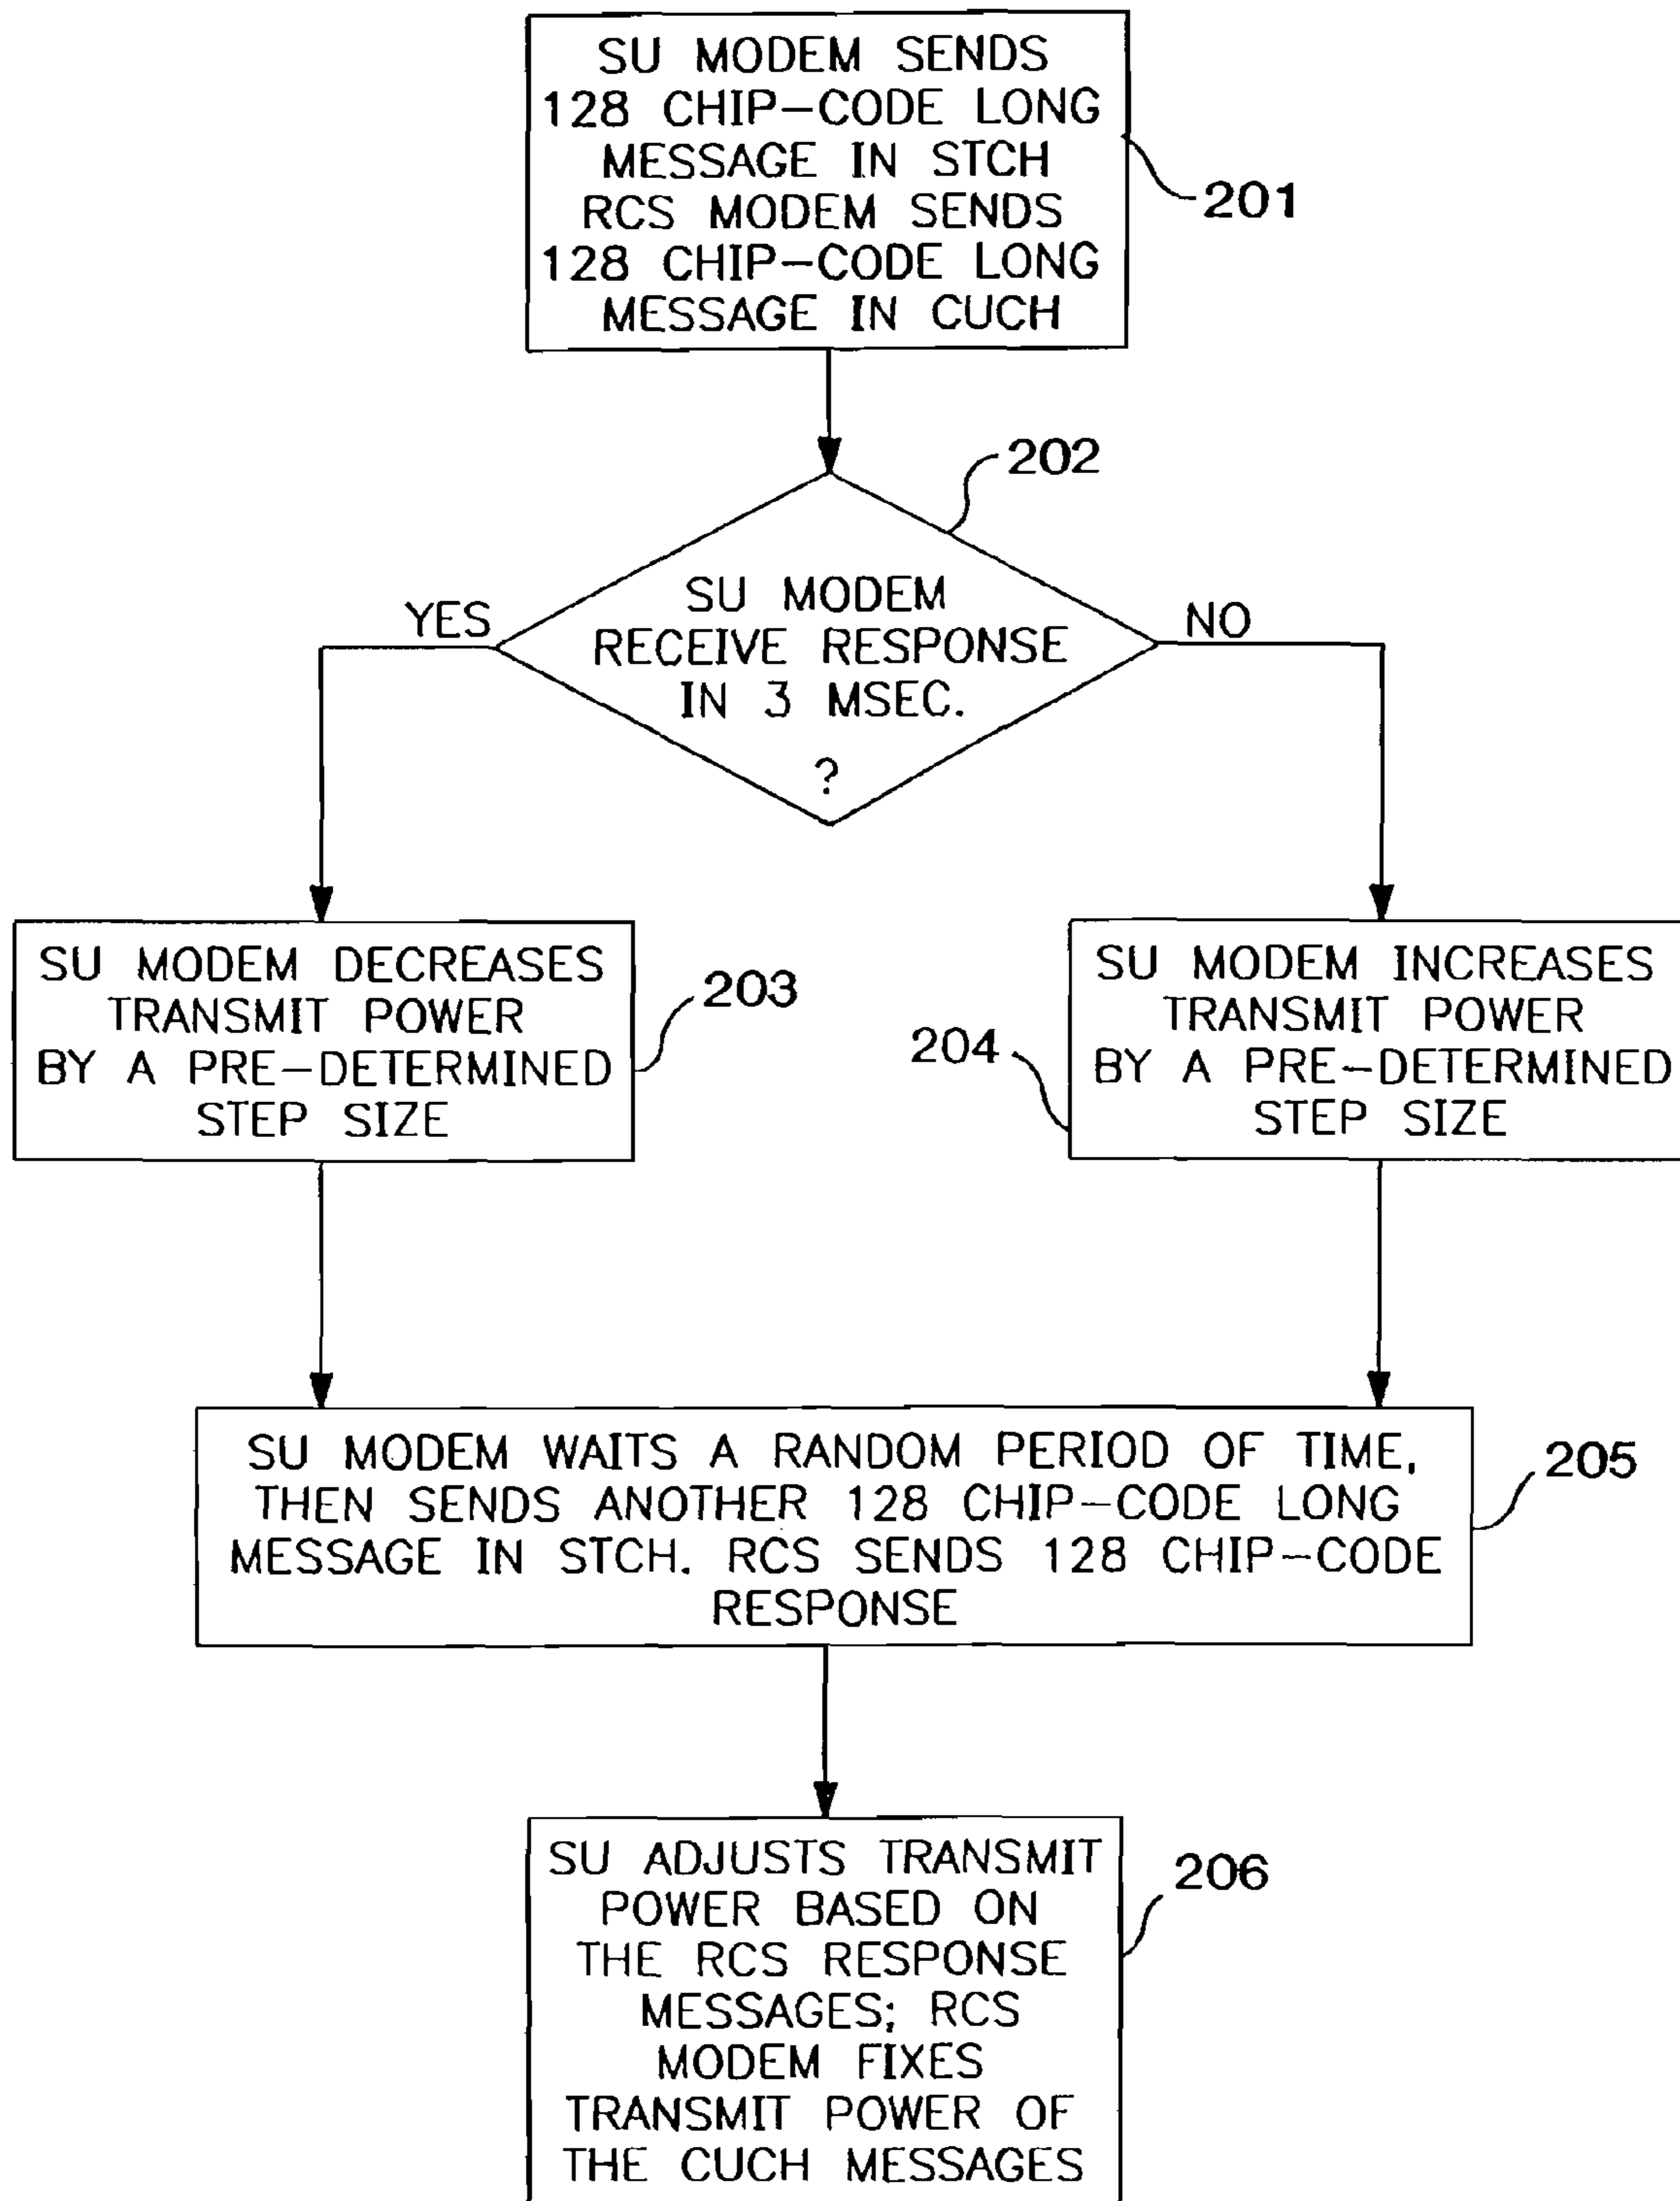 SU MODEM SENDS
128 CHIP-CODE LONG
MESSAGE IN STCH
RCS MODEM SENDS
128 CHIP-CODE LONG
MESSAGE IN CUCH
201
202
SU MODEM
RECEIVE RESPONSE
IN 3 MSEC.
?
YES
NO
SU MODEM DECREASES
TRANSMIT POWER
BY A PRE-DETERMINED
STEP SIZE
203
SU MODEM INCREASES
TRANSMIT POWER
BY A PRE-DETERMINED
STEP SIZE
204
SU MODEM WAITS A RANDOM PERIOD OF TIME,
THEN SENDS ANOTHER 128 CHIP-CODE LONG
MESSAGE IN STCH. RCS SENDS 128 CHIP-CODE
RESPONSE
205
SU ADJUSTS TRANSMIT
POWER BASED ON
THE RCS RESPONSE
MESSAGES; RCS
MODEM FIXES
TRANSMIT POWER OF
THE CUCH MESSAGES
206